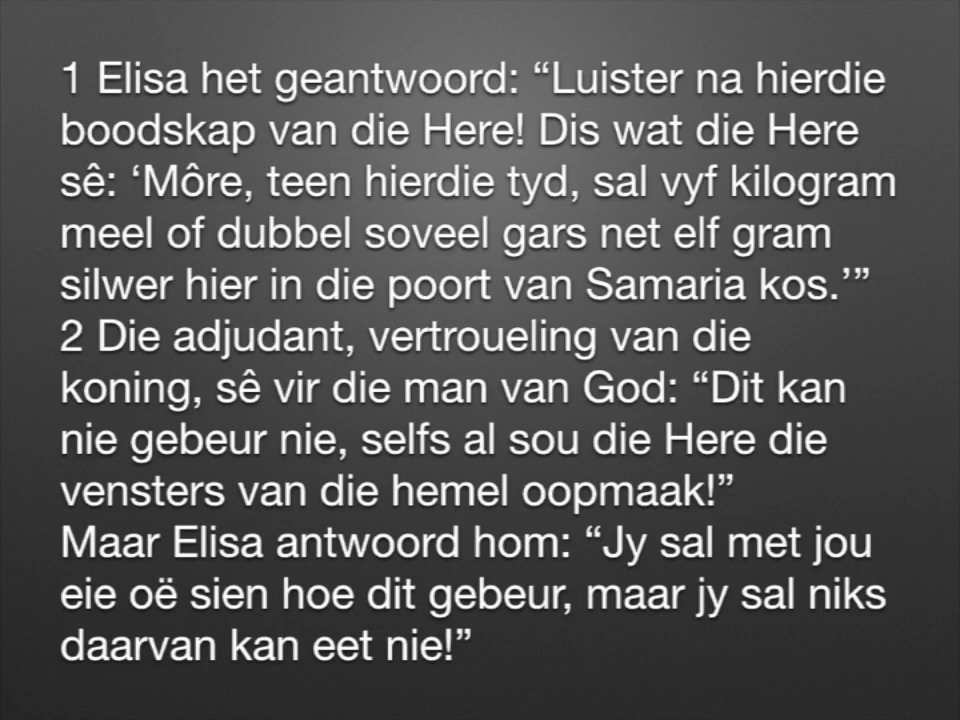 1 Elisa het geantwoord: “Luister na hierdie
boodskap van die Here! Dis wat die Here
sê: ‘Môre, teen hierdie tyd, sal vyf kilogram
meel of dubbel soveel gars net elf gram
silwer hier in die poort van Samaria kos.’”
2 Die adjudant, vertroueling van die
koning, sê vir die man van God: “Dit kan
nie gebeur nie, selfs al sou die Here die
vensters van die hemel oopmaak!”
Maar Elisa antwoord hom: “Jy sal met jou
eie oë sien hoe dit gebeur, maar jy sal niks
daarvan kan eet nie!”